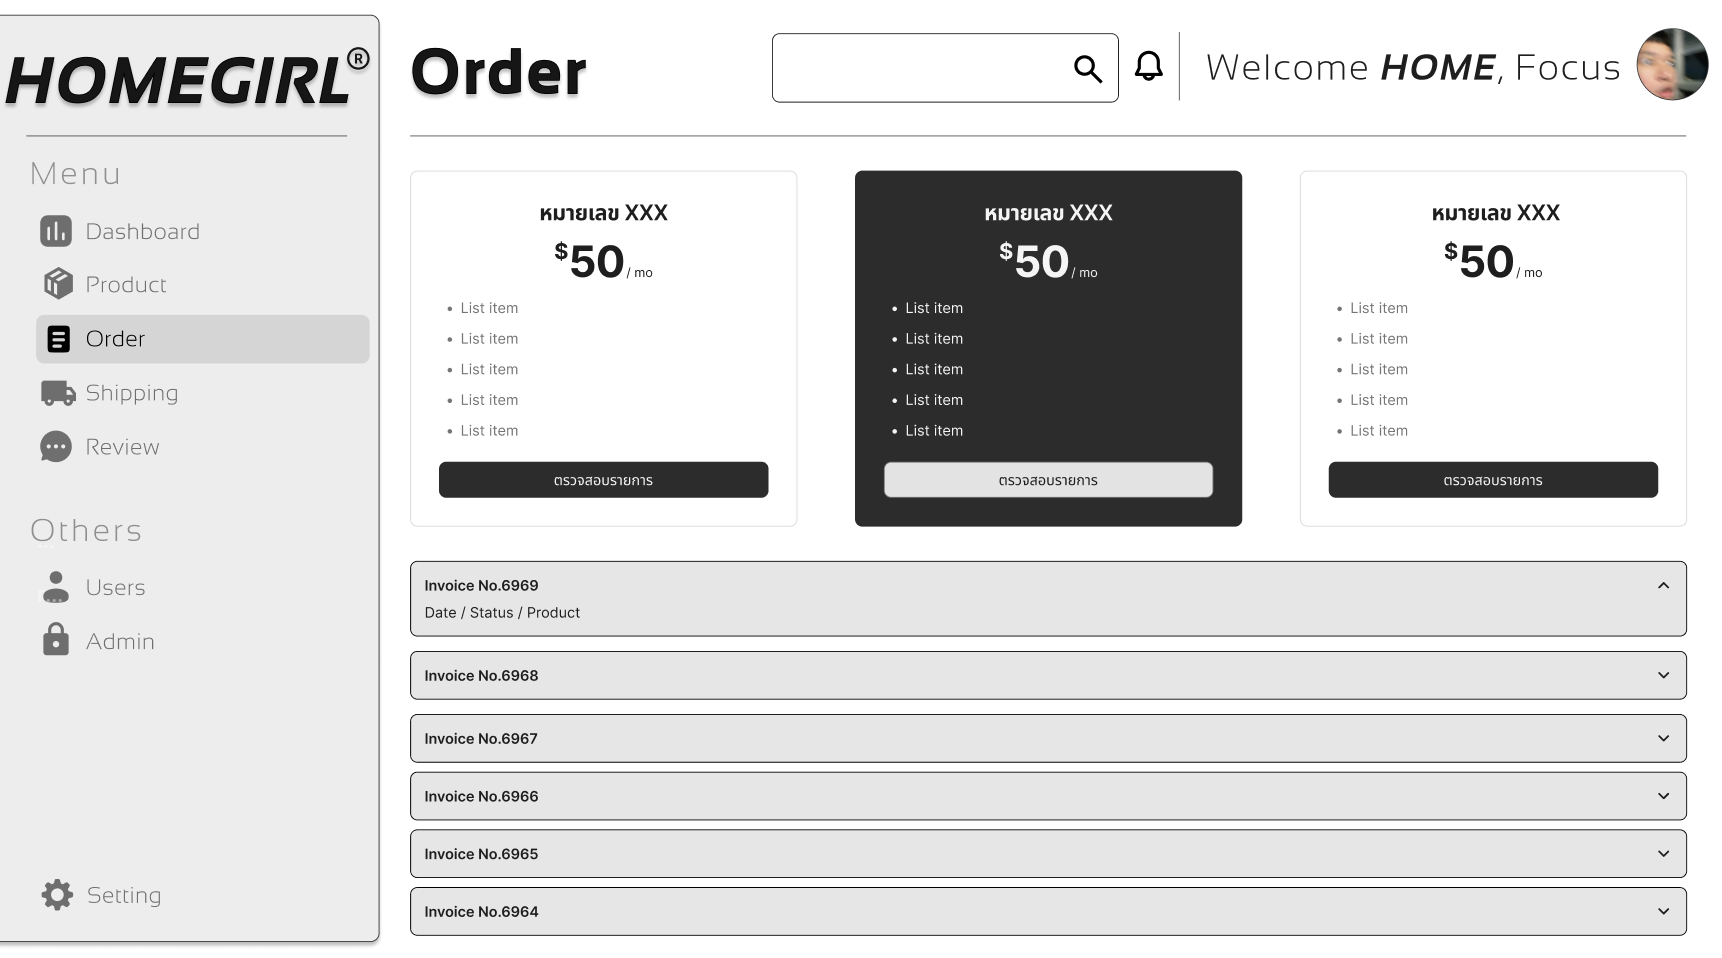 HOMEGIRL®
Menu
Dashboard
Product
Order
Shipping
Review
Others
Users
Admin
Setting
Order
Welcome HOME, Focus
หมายเลข XXX
$50 / mo
• List item
• List item
• List item
• List item
• List item
ตรวจสอบรายการ
หมายเลข XXX
$50 / mo
• List item
• List item
• List item
• List item
• List item
ตรวจสอบรายการ
หมายเลข XXX
$50 / mo
• List item
• List item
• List item
• List item
• List item
ตรวจสอบรายการ
Invoice No.6969
Date / Status / Product
Invoice No.6968
Invoice No.6967
Invoice No.6966
Invoice No.6965
Invoice No.6964